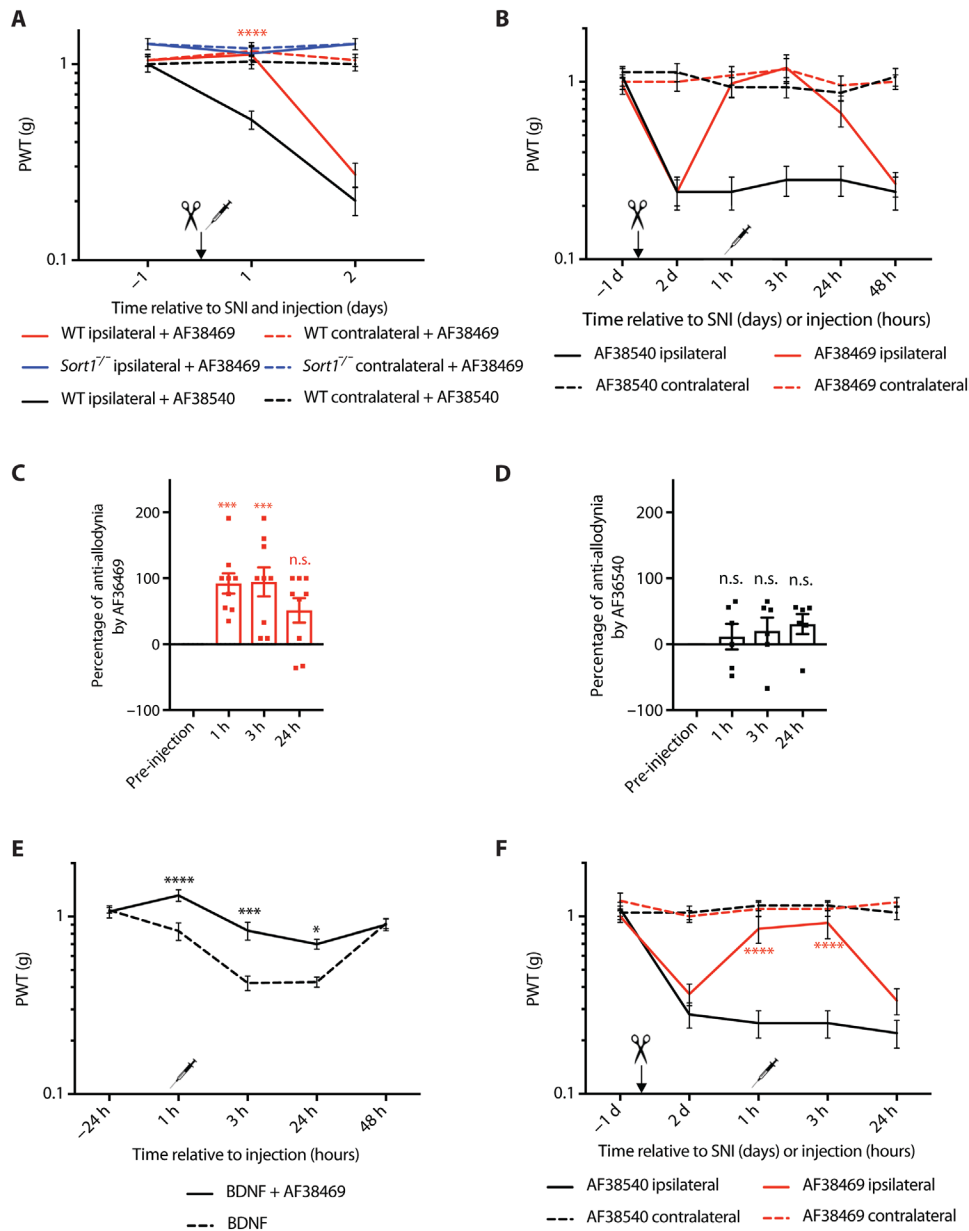 A
****
1
PWT (g)
0.1
−1
1
2
Time relative to SNI and injection (days)
WT ipsilateral + AF38469
WT contralateral + AF38469
Sort1−/− ipsilateral + AF38469
Sort1−/− contralateral + AF38469
WT ipsilateral + AF38540
WT contralateral + AF38540
B
1
PWT (g)
0.1
−1 d
2 d
1 h
3 h
24 h
48 h
Time relative to SNI (days) or injection (hours)
AF38540 ipsilateral
AF38469 ipsilateral
AF38540 contralateral
AF38469 contralateral
C
Percentage of anti-allodynia
by AF36469
200
100
0
−100
***
***
n.s.
Pre-injection
1 h
3 h
24 h
D
Percentage of anti-allodynia
by AF36540
200
100
0
−100
n.s.
n.s.
n.s.
Pre-injection
1 h
3 h
24 h
E
1
PWT (g)
0.1
****
***
*
−24 h
1 h
3 h
24 h
48 h
Time relative to injection (hours)
BDNF + AF38469
BDNF
F
1
PWT (g)
0.1
****
****
−1 d
2 d
1 h
3 h
24 h
Time relative to SNI (days) or injection (hours)
AF38540 ipsilateral
AF38469 ipsilateral
AF38540 contralateral
AF38469 contralateral